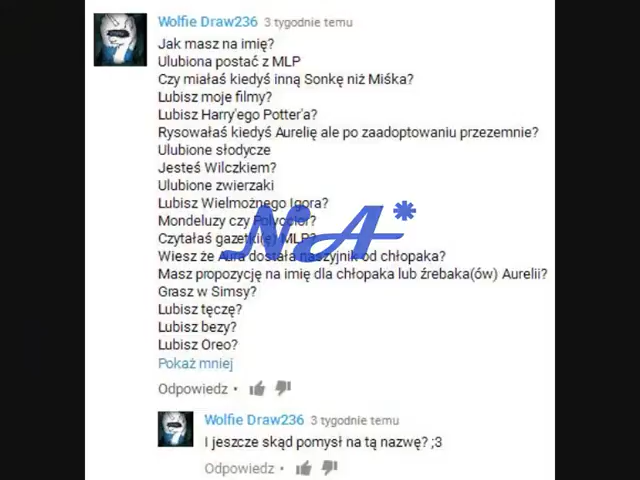 Wolfie Draw236 3 tygodnie temu
Jak masz na imię?
Ulubiona postać z MLP
Czy miałaś kiedyś inną Sonkę niż Miśka?
Lubisz moje filmy?
Lubisz Harry'ego Potter'a?
Rysowałaś kiedyś Aurelię ale po zaadoptowaniu przezemnie?
Ulubione słodycze
Jesteś Wilczkiem?
Ulubione zwierzaki
Lubisz Wielmożnego Igora?
Mondeluzy czy Polycolor?
Czytałaś gazetki(ę) MLP?
NA*
Wiesz że Aura dostała naszyjnik od chłopaka?
Masz propozycję na imię dla chłopaka lub źrebaka(ów) Aurelii?
Grasz w Simsy?
Lubisz tęczę?
Lubisz bezy?
Lubisz Oreo?
Pokaż mniej
Odpowiedz •
Wolfie Draw236 3 tygodnie temu
I jeszcze skąd pomysł na tą nazwę? ;3
Odpowiedz •